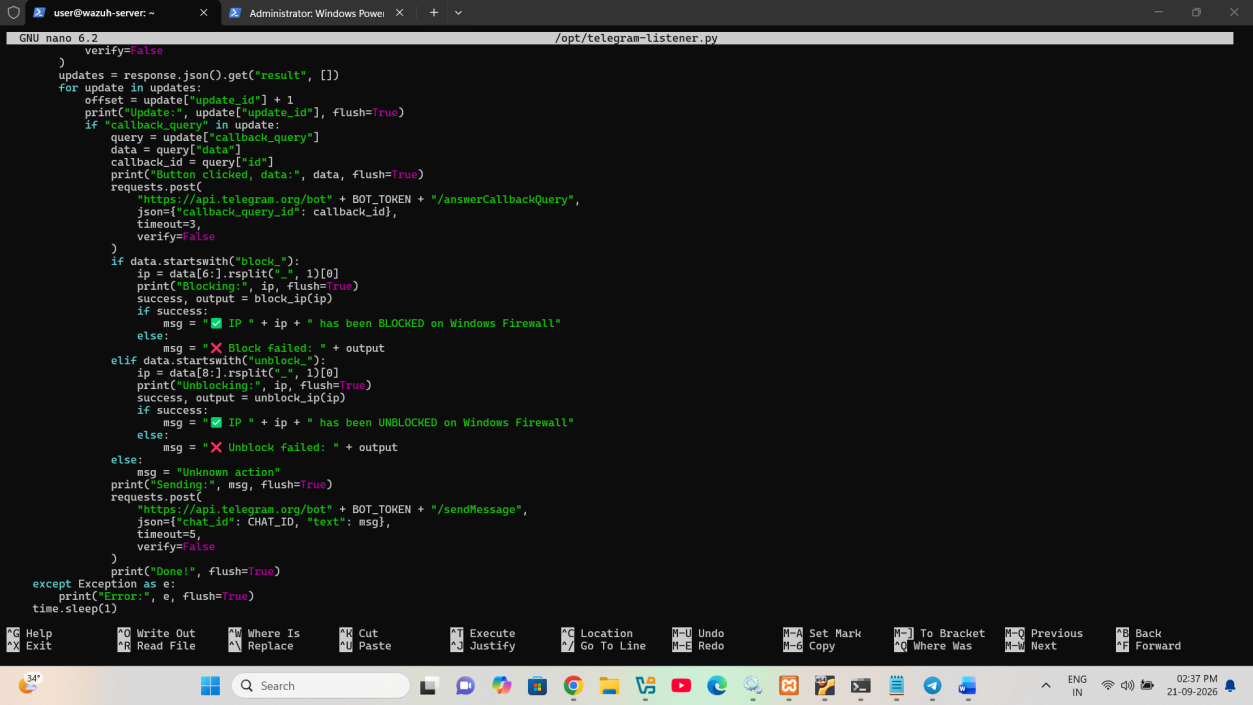 user@wazuh-server: ~
Administrator: Windows Power
GNU nano 6.2 /opt/telegram-listener.py
verify=False
)
updates = response.json().get("result", [])
for update in updates:
offset = update["update_id"] + 1
print("Update:", update["update_id"], flush=True)
if "callback_query" in update:
query = update["callback_query"]
data = query["data"]
callback_id = query["id"]
print("Button clicked, data:", data, flush=True)
requests.post(
"https://api.telegram.org/bot" + BOT_TOKEN + "/answerCallbackQuery",
json={"callback_query_id": callback_id},
timeout=3,
verify=False
)
if data.startswith("block_"):
ip = data[6:].rsplit("_", 1)[0]
print("Blocking:", ip, flush=True)
success, output = block_ip(ip)
if success:
msg = "✅ IP " + ip + " has been BLOCKED on Windows Firewall"
else:
msg = "❌ Block failed: " + output
elif data.startswith("unblock_"):
ip = data[8:].rsplit("_", 1)[0]
print("Unblocking:", ip, flush=True)
success, output = unblock_ip(ip)
if success:
msg = "✅ IP " + ip + " has been UNBLOCKED on Windows Firewall"
else:
msg = "❌ Unblock failed: " + output
else:
msg = "Unknown action"
print("Sending:", msg, flush=True)
requests.post(
"https://api.telegram.org/bot" + BOT_TOKEN + "/sendMessage",
json={"chat_id": CHAT_ID, "text": msg},
timeout=5,
verify=False
)
print("Done!", flush=True)
except Exception as e:
print("Error:", e, flush=True)
time.sleep(1)
^G Help ^O Write Out ^W Where Is ^K Cut ^T Execute ^C Location M-U Undo M-A Set Mark M-] To Bracket M-Q Previous ^B Back
^X Exit ^R Read File ^\ Replace ^U Paste ^J Justify ^/ Go To Line M-E Redo M-6 Copy ^Q Where Was M-W Next ^F Forward
34°
Search
ENG
IN
02:37 PM
21-09-2026